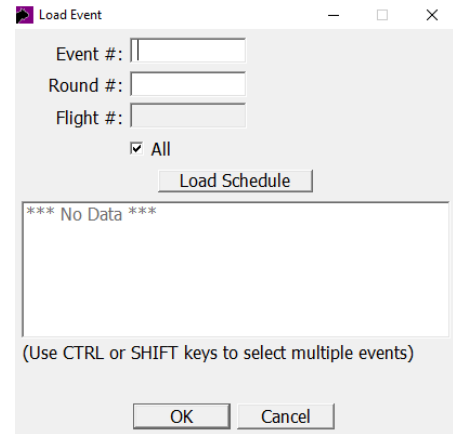 Load Event
Event #:
Round #:
Flight #:
All
Load Schedule
*** No Data ***
(Use CTRL or SHIFT keys to select multiple events)
OK Cancel